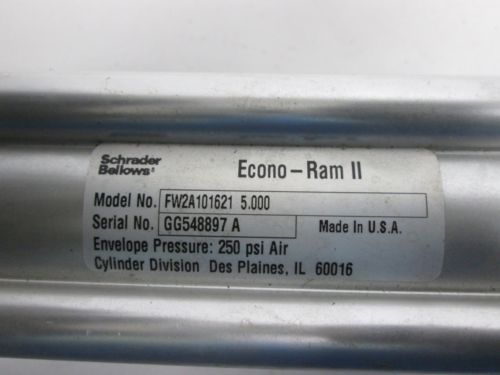 Schrader
Bellows
Econo-Ram II
Model No. FW2A101621 5.000
Serial No. GG548897 A
Made In U.S.A.
Envelope Pressure: 250 psi Air
Cylinder Division Des Plaines, IL 60016